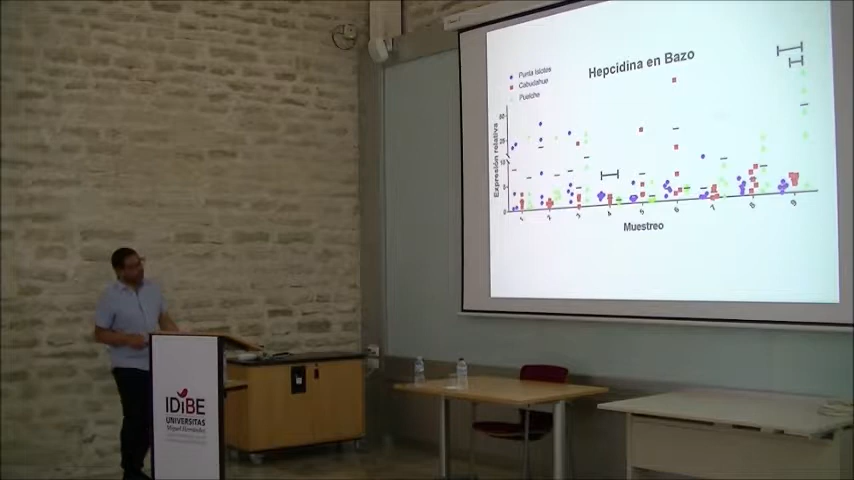 Hepcidina en Bazo
Punta Islotes
Cabudahue
Puelche
Expresión relativa
1 2 3 4 5 6 7 8 9
Muestreo
IDiBE
UNIVERSITAS
Miguel Hernández